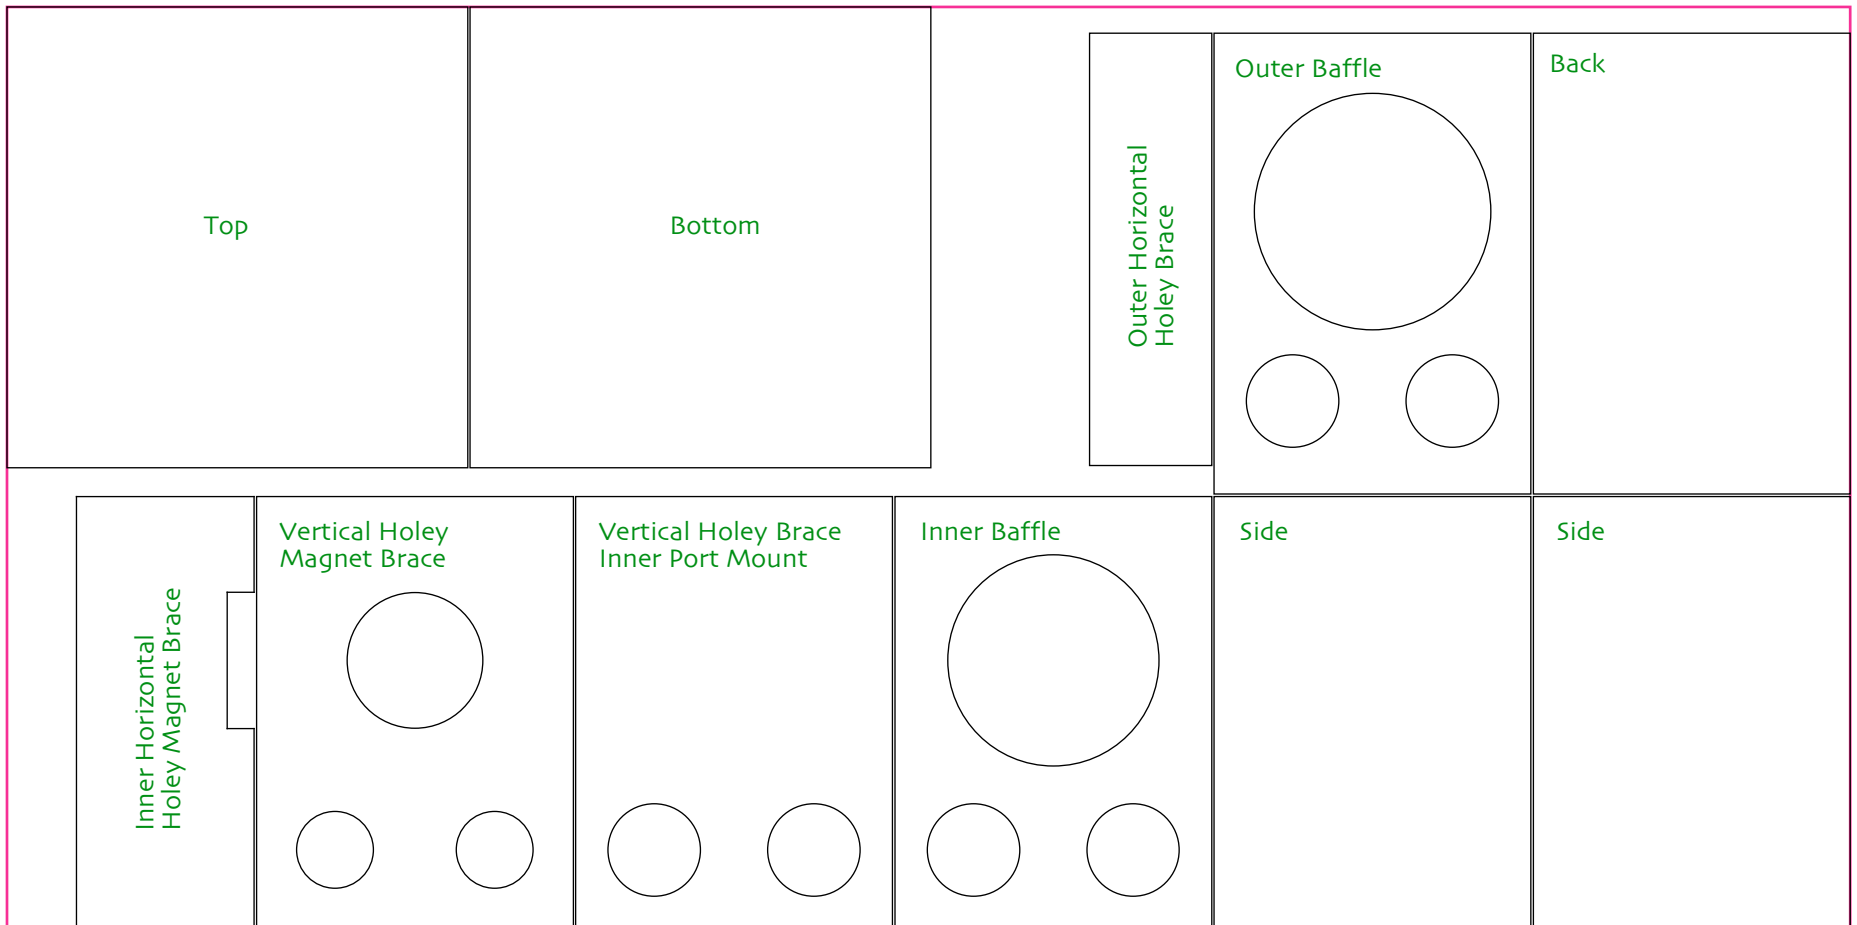 Outer Baffle
Back
Top
Bottom
Outer Horizontal
Holey Brace
Vertical Holey
Magnet Brace
Vertical Holey Brace
Inner Port Mount
Inner Baffle
Side
Side
Inner Horizontal
Holey Magnet Brace